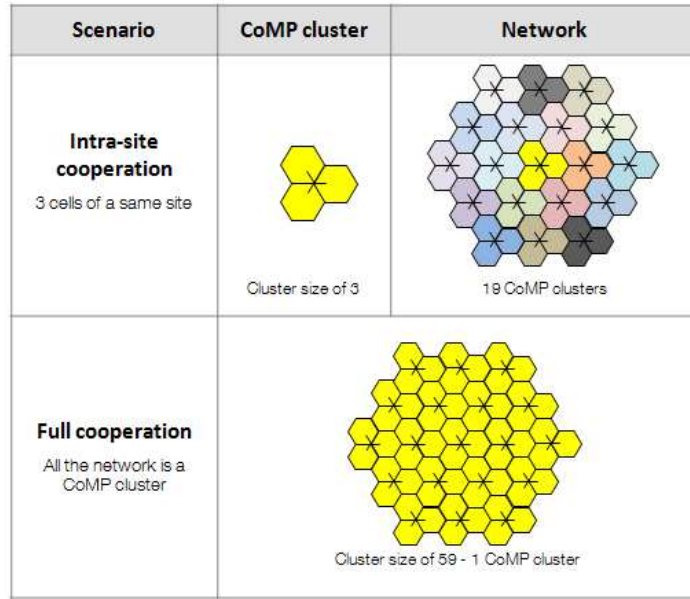 Scenario
CoMP cluster
Network
Intra-site
cooperation
3 cells of a same site
Cluster size of 3
19 CoMP clusters
Full cooperation
All the network is a
CoMP cluster
Cluster size of 59 - 1 CoMP cluster